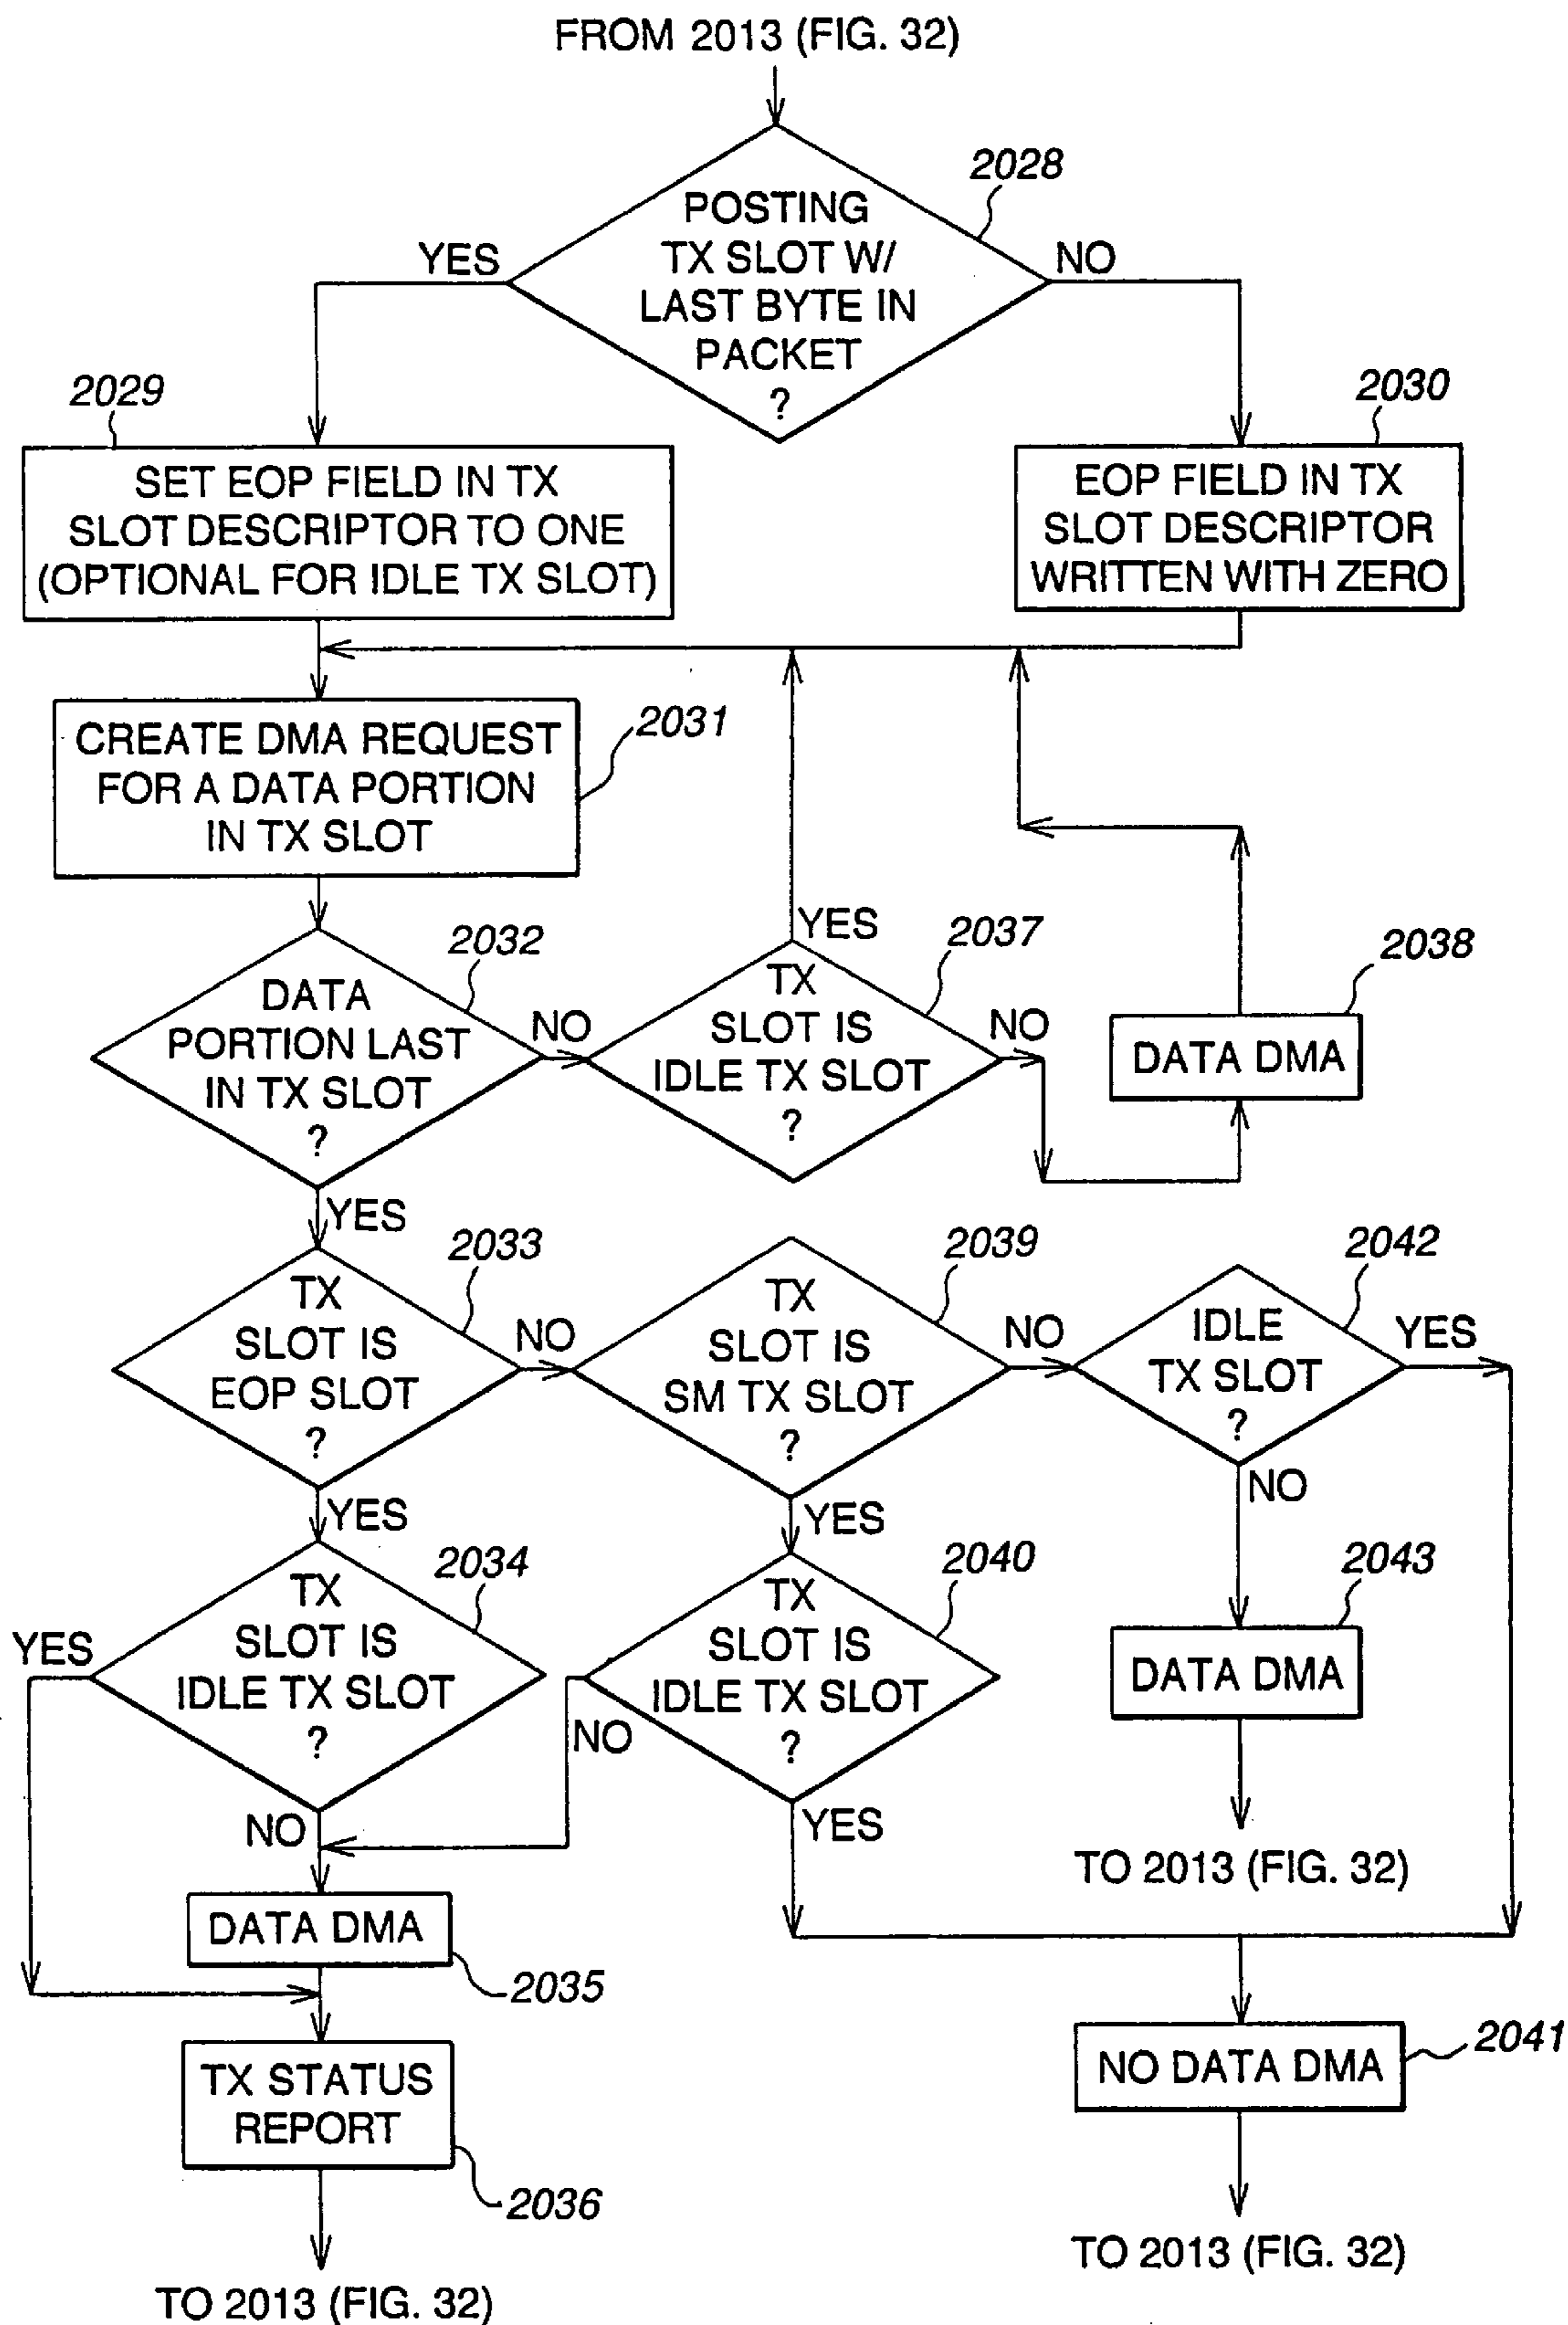 FROM 2013 (FIG. 32)
2028
POSTING
TX SLOT W/
LAST BYTE IN
PACKET
?
YES
NO
2029
2030
SET EOP FIELD IN TX
SLOT DESCRIPTOR TO ONE
(OPTIONAL FOR IDLE TX SLOT)
EOP FIELD IN TX
SLOT DESCRIPTOR
WRITTEN WITH ZERO
2031
CREATE DMA REQUEST
FOR A DATA PORTION
IN TX SLOT
2032
DATA
PORTION LAST
IN TX SLOT
?
NO
YES
YES
2037
TX
SLOT IS
IDLE TX SLOT
?
NO
2038
DATA DMA
2033
TX
SLOT IS
EOP SLOT
?
NO
YES
2039
TX
SLOT IS
SM TX SLOT
?
NO
YES
2042
IDLE
TX SLOT
?
YES
NO
2034
TX
SLOT IS
IDLE TX SLOT
?
YES
NO
2040
TX
SLOT IS
IDLE TX SLOT
?
NO
YES
2043
DATA DMA
TO 2013 (FIG. 32)
DATA DMA
2035
TX STATUS
REPORT
2036
TO 2013 (FIG. 32)
NO DATA DMA
2041
TO 2013 (FIG. 32)